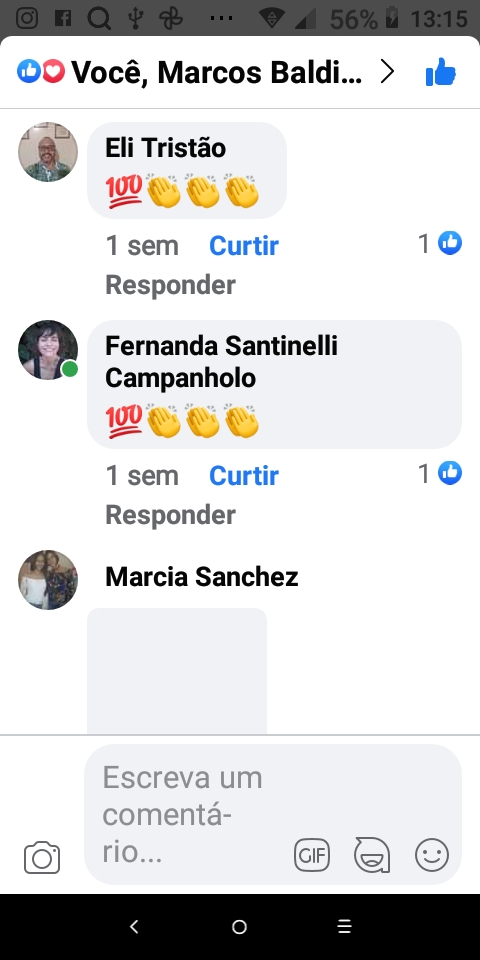 56% 13:15
Você, Marcos Baldi...
Eli Tristão
💯👏👏👏
1 sem Curtir 1
Responder
Fernanda Santinelli
Campanholo
💯👏👏👏
1 sem Curtir 1
Responder
Marcia Sanchez
Escreva um
comentá-
rio...
GIF